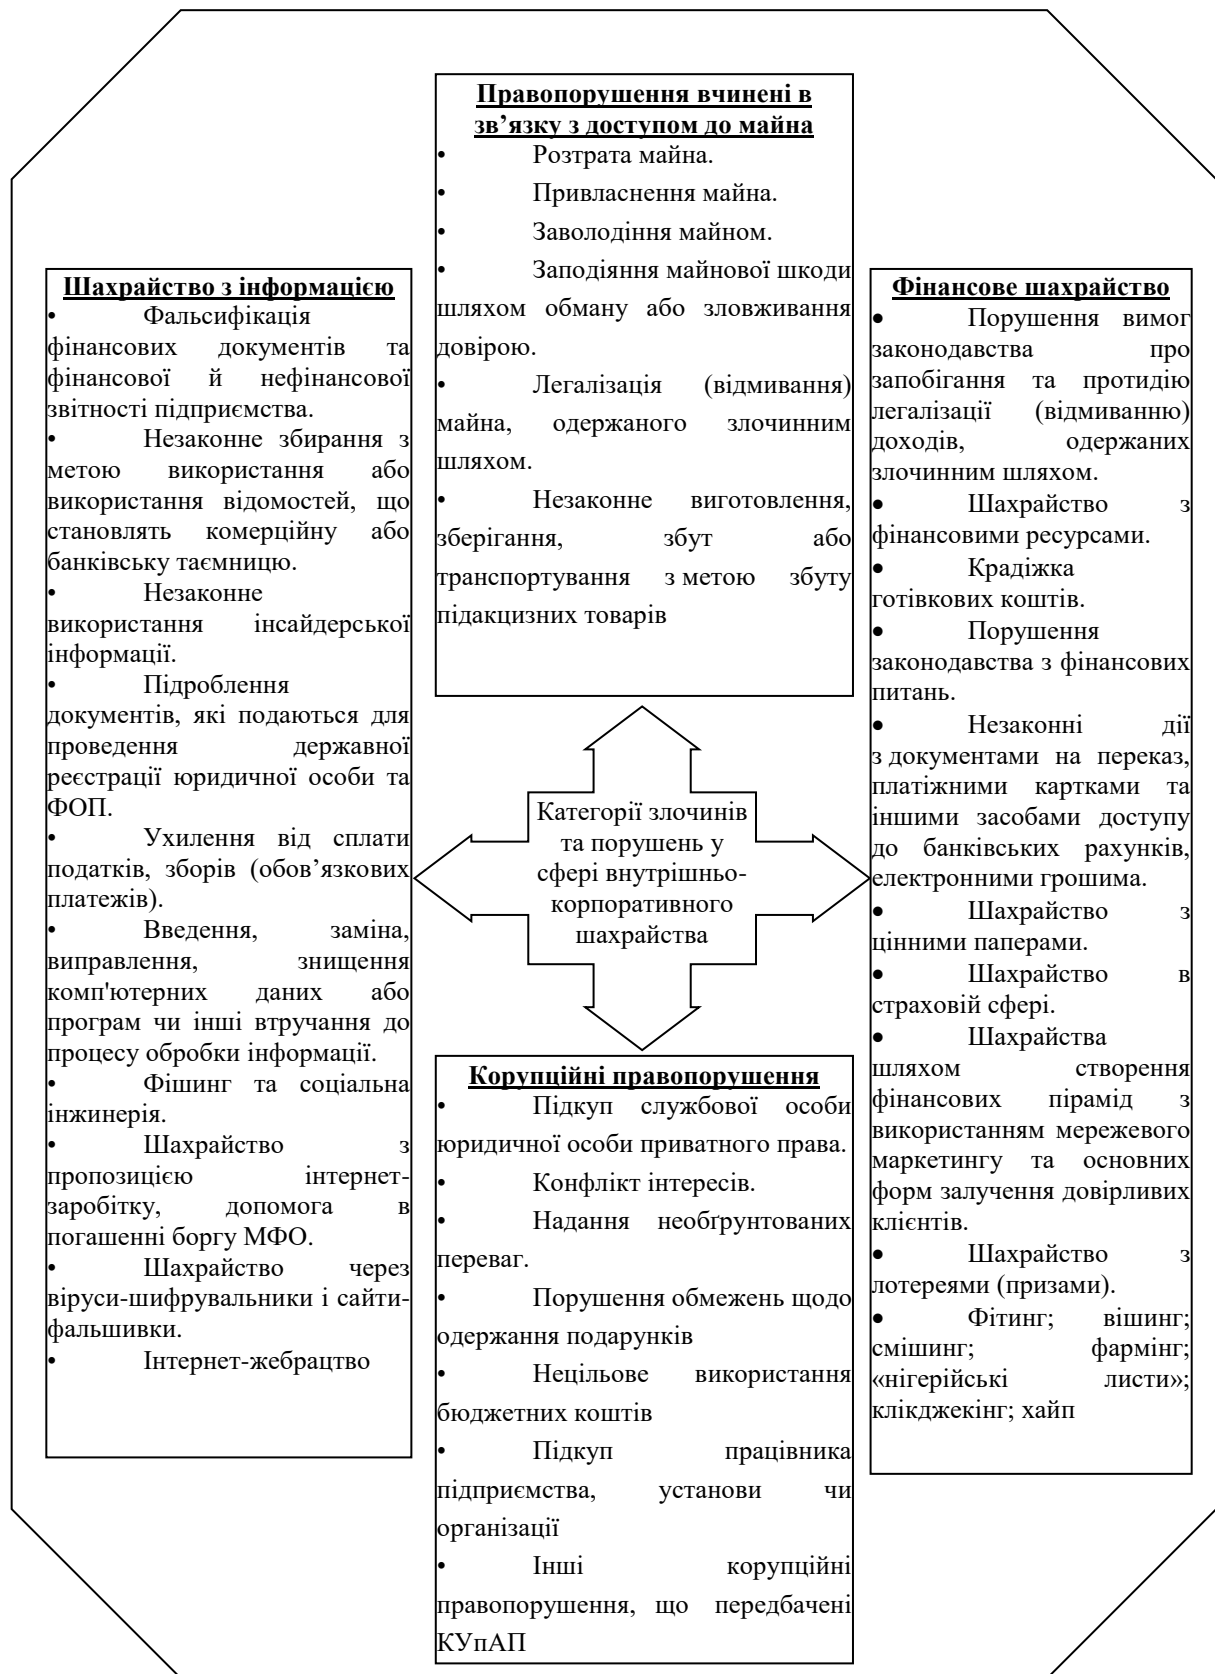 Правопорушення вчинені в
зв’язку з доступом до майна
• Розтрата майна.
• Привласнення майна.
• Заволодіння майном.
• Заподіяння майнової шкоди
шляхом обману або зловживання
довірою.
• Легалізація (відмивання)
майна, одержаного злочинним
шляхом.
• Незаконне виготовлення,
зберігання, збут або
транспортування з метою збуту
підакцизних товарів
Шахрайство з інформацією
• Фальсифікація
фінансових документів та
фінансової й нефінансової
звітності підприємства.
• Незаконне збирання з
метою використання або
використання відомостей, що
становлять комерційну або
банківську таємницю.
• Незаконне
використання інсайдерської
інформації.
• Підроблення
документів, які подаються для
проведення державної
реєстрації юридичної особи та
ФОП.
• Ухилення від сплати
податків, зборів (обов’язкових
платежів).
• Введення, заміна,
виправлення, знищення
комп'ютерних даних або
програм чи інші втручання до
процесу обробки інформації.
• Фішинг та соціальна
інжинерія.
• Шахрайство з
пропозицією інтернет-
заробітку, допомога в
погашенні боргу МФО.
• Шахрайство через
віруси-шифрувальники і сайти-
фальшивки.
• Інтернет-жебрацтво
Категорії злочинів
та порушень у
сфері внутрішньо-
корпоративного
шахрайства
Фінансове шахрайство
• Порушення вимог
законодавства про
запобігання та протидію
легалізації (відмиванню)
доходів, одержаних
злочинним шляхом.
• Шахрайство з
фінансовими ресурсами.
• Крадіжка
готівкових коштів.
• Порушення
законодавства з фінансових
питань.
• Незаконні дії
з документами на переказ,
платіжними картками та
іншими засобами доступу
до банківських рахунків,
електронними грошима.
• Шахрайство з
цінними паперами.
• Шахрайство в
страховій сфері.
• Шахрайства
шляхом створення
фінансових пірамід з
використанням мережевого
маркетингу та основних
форм залучення довірливих
клієнтів.
• Шахрайство з
лотереями (призами).
• Фітинг; вішинг;
смішинг; фармінг;
«нігерійські листи»;
клікджекінг; хайп
Корупційні правопорушення
• Підкуп службової особи
юридичної особи приватного права.
• Конфлікт інтересів.
• Надання необґрунтованих
переваг.
• Порушення обмежень щодо
одержання подарунків
• Нецільове використання
бюджетних коштів
• Підкуп працівника
підприємства, установи чи
організації
• Інші корупційні
правопорушення, що передбачені
КУпАП